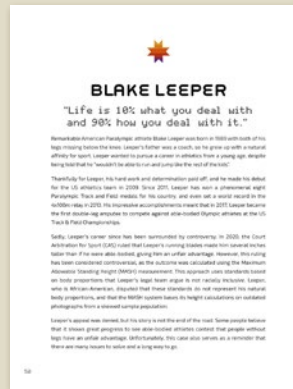 BLAKE LEEPER
"Life is 10% what you deal with
and 90% how you deal with it."
Remarkable American Paralympic athlete Blake Leeper was born in 1989 with both of his
legs missing below the knee. Leeper's father was a coach, so he grew up with a natural
affinity for sport. Leeper wanted to pursue a career in athletics from a young age, despite
being told that he 'wouldn't be able to run and jump like the rest of the kids'.
Thankfully for Leeper, his hard work and determination paid off, and he made his debut
for the US athletics team in 2009. Since 2011, Leeper has won a phenomenal eight
Paralympic Track and Field medals for his country, and even set a world record in the
4x100m relay in 2013. His impressive accomplishments meant that in 2017, Leeper became
the first double-leg amputee to compete against able-bodied Olympic athletes at the US
Track & Field Championships.
Sadly, Leeper's career since has been surrounded by controversy. In 2020, the Court
Arbitration for Sport (CAS) ruled that Leeper's running blades made him several inches
taller than if he were able-bodied, giving him an unfair advantage. However, this ruling
has been considered controversial, as the outcome was calculated using the Maximum
Allowable Standing Height (MASH) measurement. This approach uses standards based
on body proportions that Leeper's legal team argue is not racially inclusive. Leeper,
who is African-American, disputed that these standards do not represent his natural
body proportions, and that the MASH system bases its height calculations on outdated
photographs from a skewed sample population.
Leeper's appeal was denied, but his story is not the end of the road. Some people believe
that it shows great progress to see able-bodied athletes contest that people without
legs have an unfair advantage. Unfortunately, this case also serves as a reminder that
there are many issues to solve and a long way to go.